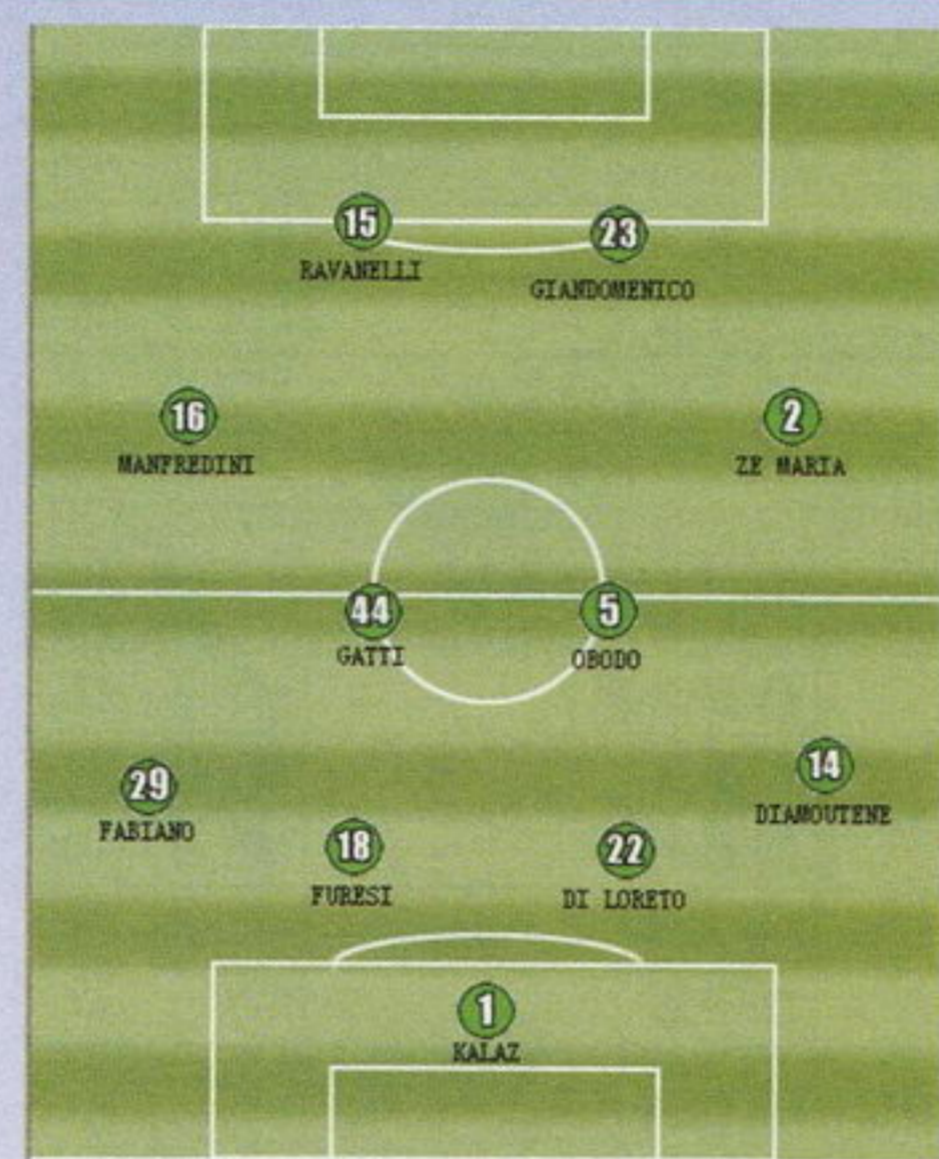 15
RAVANELLI
23
GIANDOMENICO
16
MANFREDINI
2
ZE MARIA
44
GATTI
5
OBODO
29
FABIANO
14
DIAMOUTENE
18
FURESI
22
DI LORETO
1
KALAZ